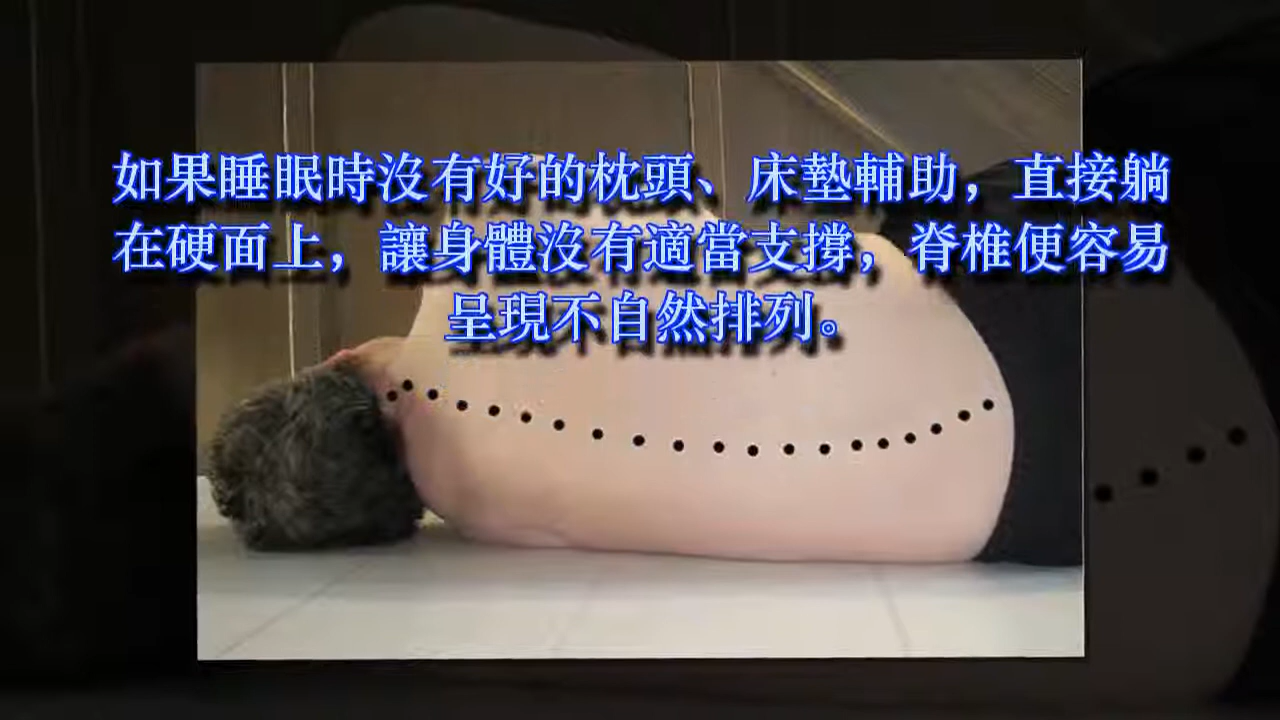 如果睡眠時沒有好的枕頭、床墊輔助，直接躺
在硬面上，讓身體沒有適當支撐，脊椎便容易
呈現不自然排列。